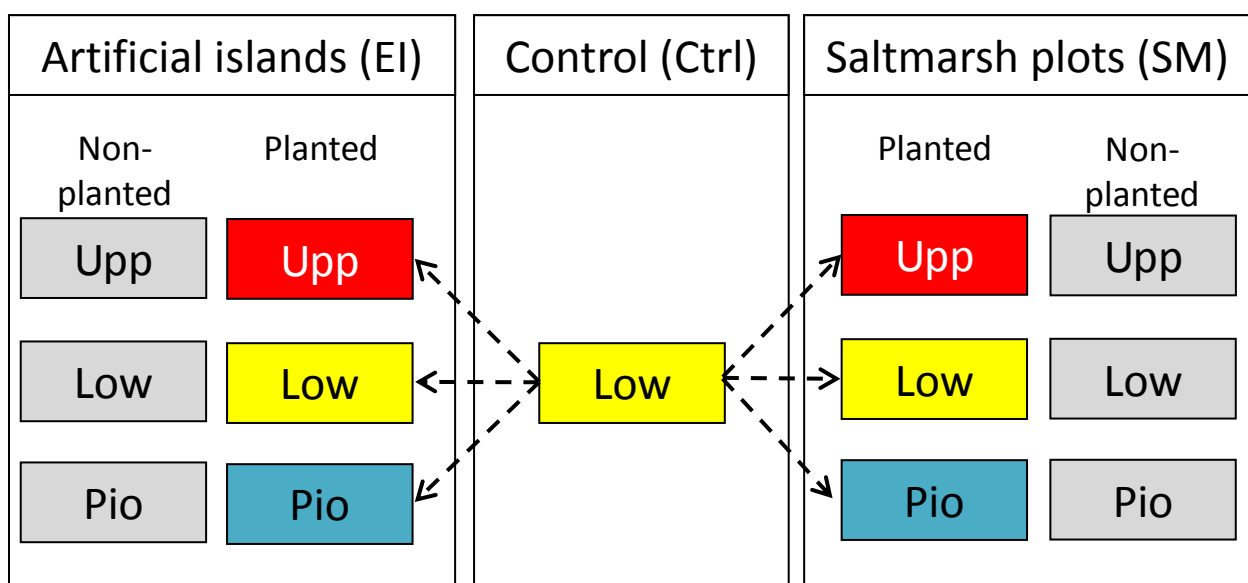 Artificial islands (EI)
Control (Ctrl)
Saltmarsh plots (SM)
Non-
planted
Planted
Planted
Non-
planted
Upp
Upp
Upp
Upp
Low
Low
Low
Low
Low
Pio
Pio
Pio
Pio